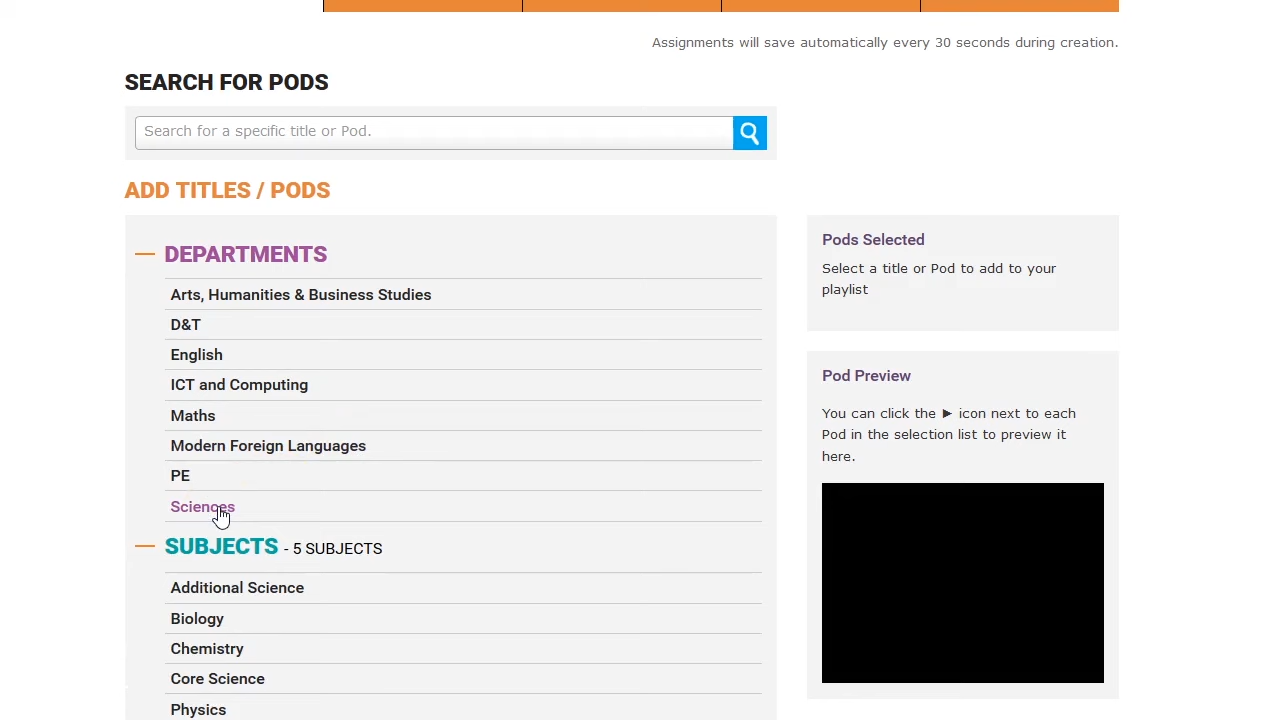 Assignments will save automatically every 30 seconds during creation.
SEARCH FOR PODS
Search for a specific title or Pod.
ADD TITLES / PODS
DEPARTMENTS
Arts, Humanities & Business Studies
D&T
English
ICT and Computing
Maths
Modern Foreign Languages
PE
Sciences
SUBJECTS - 5 SUBJECTS
Additional Science
Biology
Chemistry
Core Science
Physics
Pods Selected
Select a title or Pod to add to your
playlist
Pod Preview
You can click the ► icon next to each
Pod in the selection list to preview it
here.